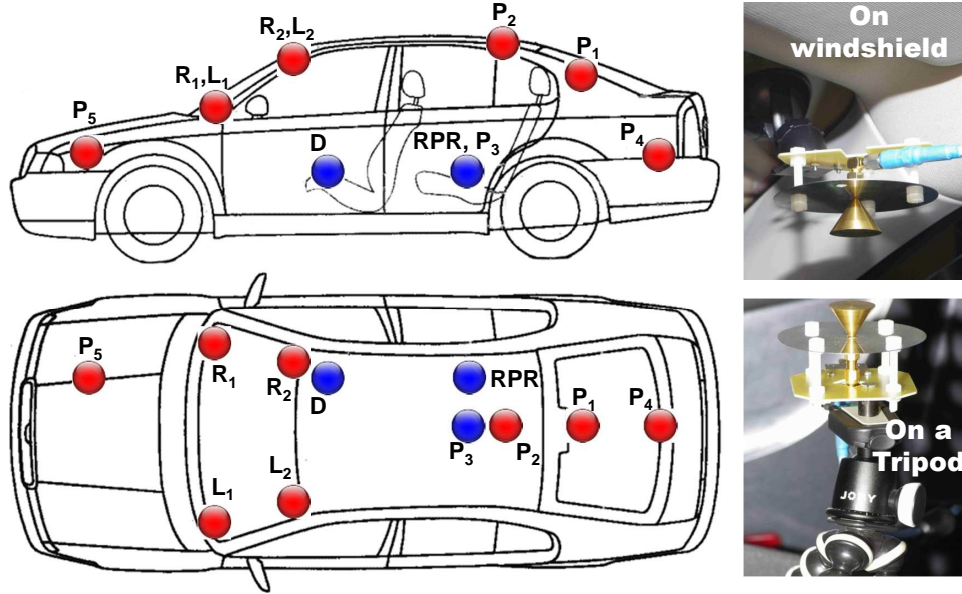 P5
R1,L1
R2,L2
P2
P1
D
RPR, P3
P4
On
windshield
P5
R1
R2
D
RPR
P3
P2
P1
P4
L1
L2
On a
Tripod
JOBY